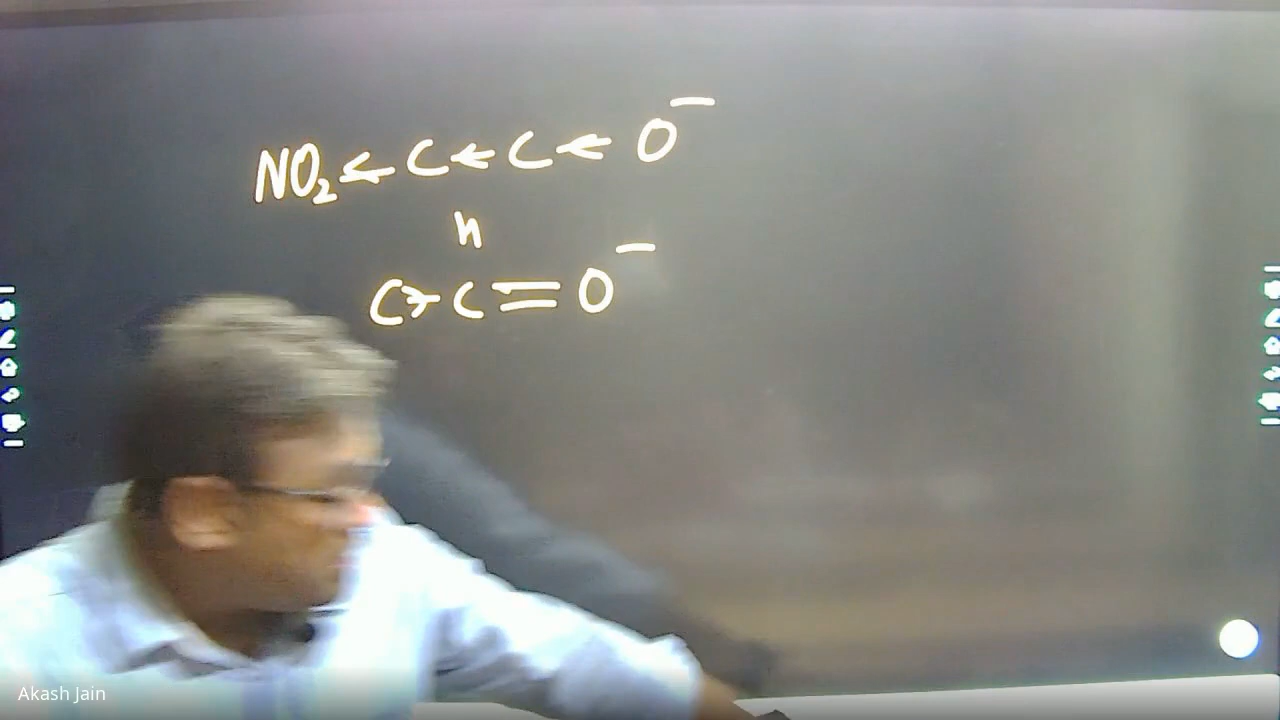 NO₂ ← C ← C ← O⁻
n
C → C = O⁻
Akash Jain